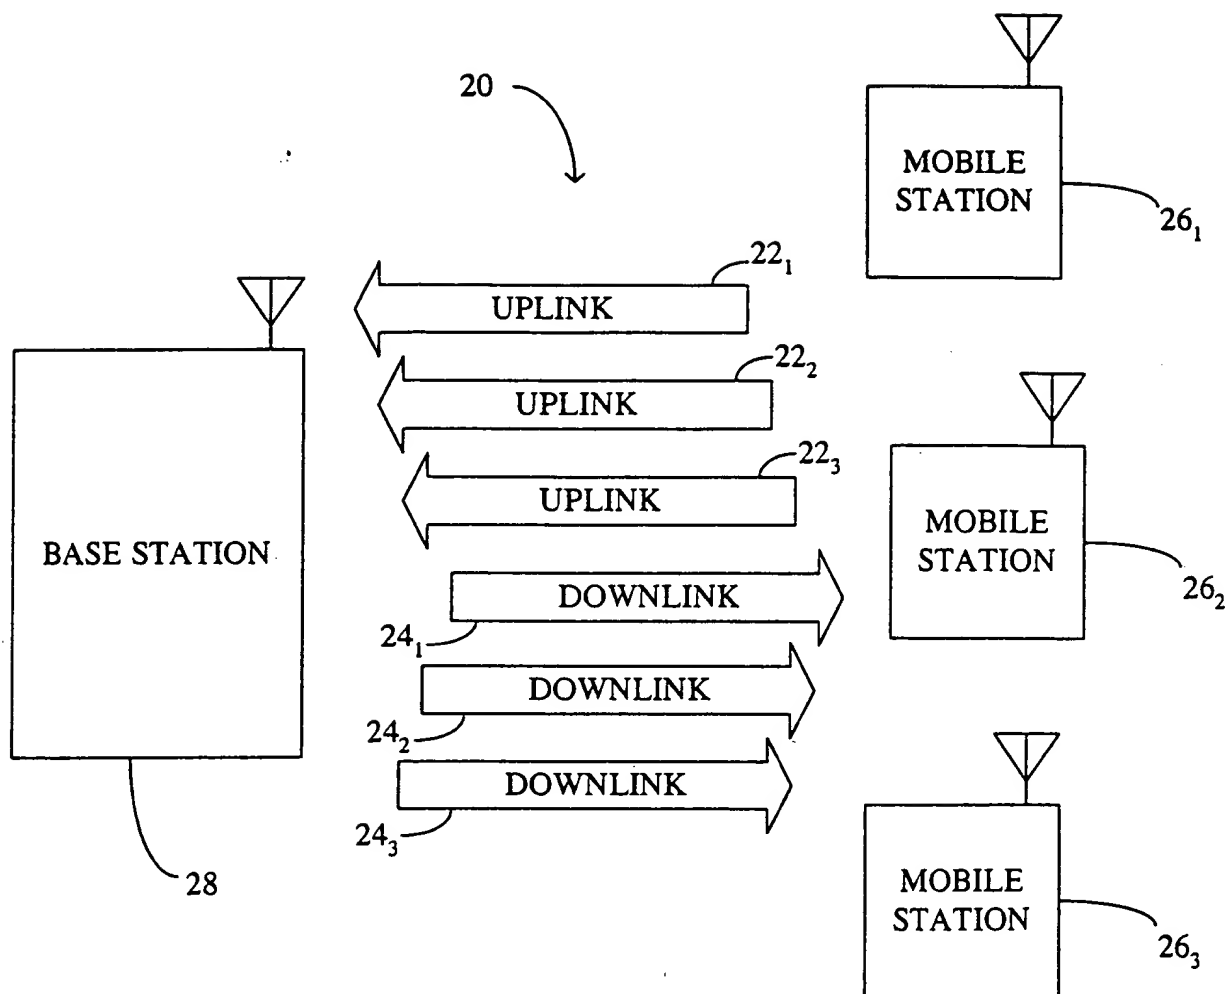 20
MOBILE
STATION
26₁
22₁
UPLINK
22₂
UPLINK
22₃
UPLINK
BASE STATION
MOBILE
STATION
26₂
DOWNLINK
24₁
DOWNLINK
24₂
DOWNLINK
24₃
28
MOBILE
STATION
26₃